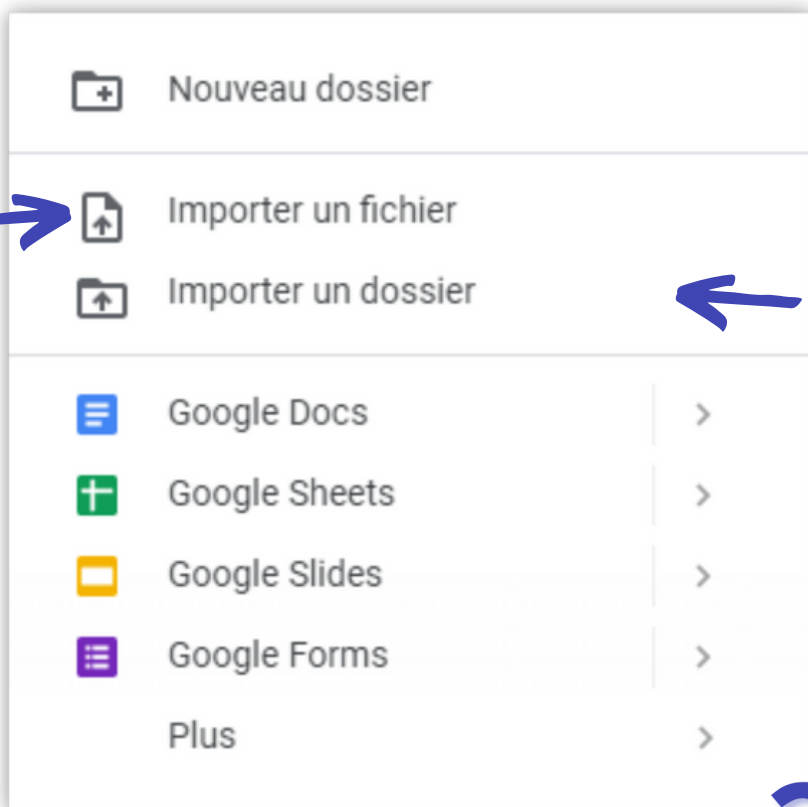 Nouveau dossier
Importer un fichier
Importer un dossier
Google Docs
Google Sheets
Google Slides
Google Forms
Plus